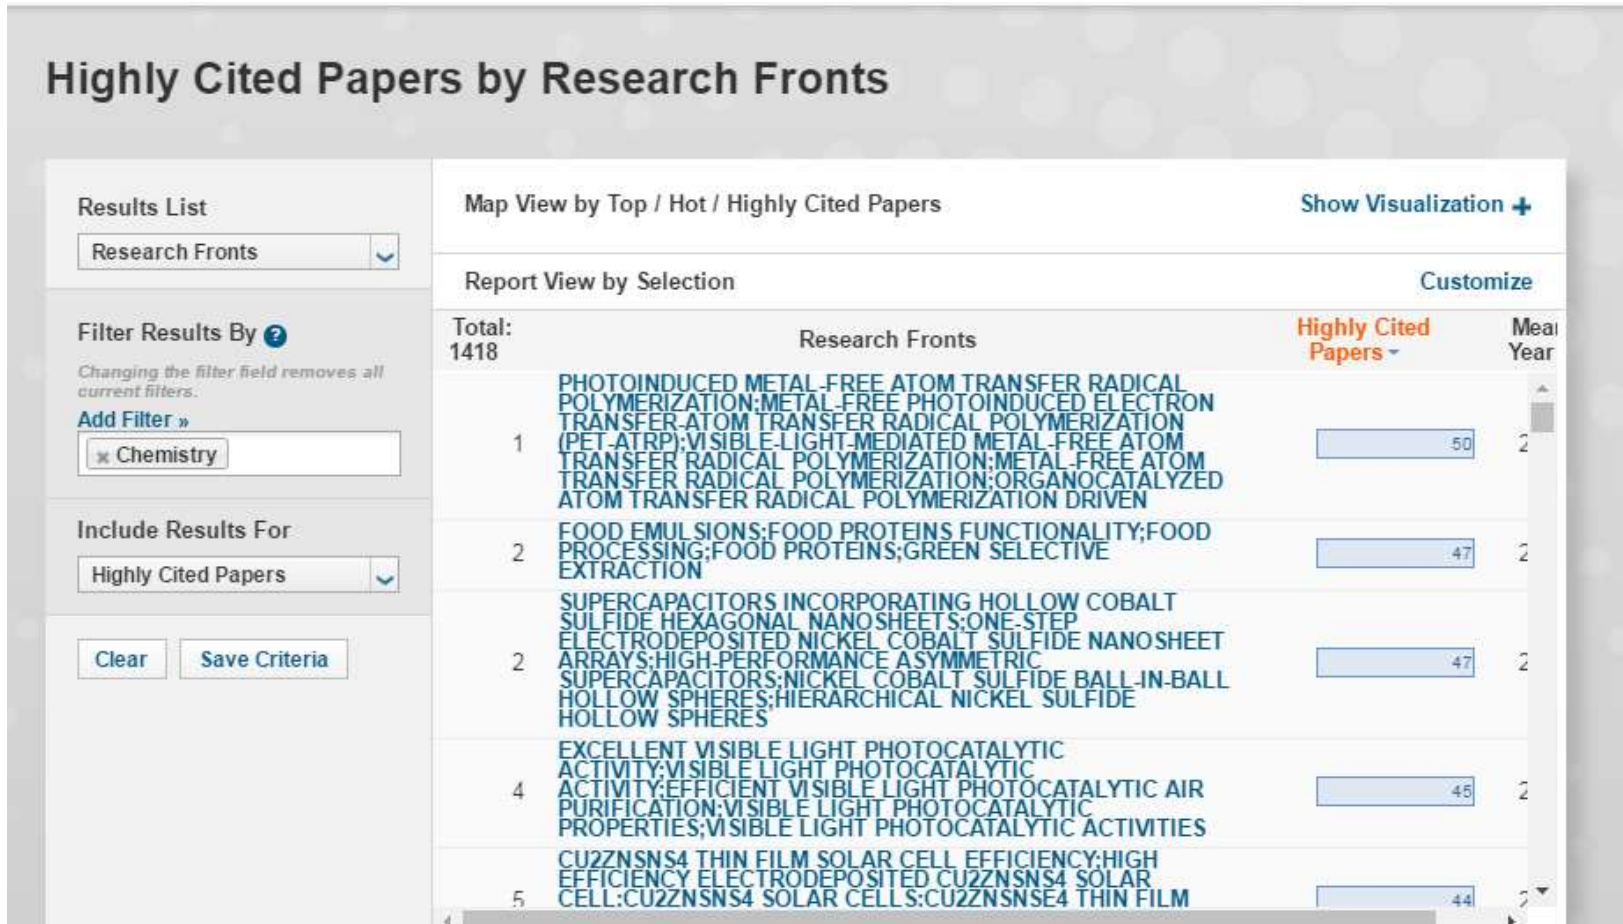 Highly Cited Papers by Research Fronts
Results List
Research Fronts
Filter Results By ?
Changing the filter field removes all
current filters.
Add Filter »
× Chemistry
Include Results For
Highly Cited Papers
Clear Save Criteria
Map View by Top / Hot / Highly Cited Papers Show Visualization +
Report View by Selection Customize
Total: Highly Cited
1418 Research Fronts Papers Year
PHOTOINDUCED METAL-FREE ATOM TRANSFER RADICAL
POLYMERIZATION;METAL-FREE PHOTOINDUCED ELECTRON
TRANSFER-ATOM TRANSFER RADICAL POLYMERIZATION
1 (PET-ATRP);VISIBLE-LIGHT-MEDIATED METAL-FREE ATOM 50 2
TRANSFER RADICAL POLYMERIZATION;METAL-FREE ATOM
TRANSFER RADICAL POLYMERIZATION;ORGANOCATALYZED
ATOM TRANSFER RADICAL POLYMERIZATION DRIVEN
FOOD EMULSIONS;FOOD PROTEINS FUNCTIONALITY;FOOD
2 PROCESSING;FOOD PROTEINS;GREEN SELECTIVE 47 2
EXTRACTION
SUPERCAPACITORS INCORPORATING HOLLOW COBALT
SULFIDE HEXAGONAL NANOSHEETS;ONE-STEP
ELECTRODEPOSITED NICKEL COBALT SULFIDE NANOSHEET
2 ARRAYS;HIGH-PERFORMANCE ASYMMETRIC 47 2
SUPERCAPACITORS;NICKEL COBALT SULFIDE BALL-IN-BALL
HOLLOW SPHERES;HIERARCHICAL NICKEL SULFIDE
HOLLOW SPHERES
EXCELLENT VISIBLE LIGHT PHOTOCATALYTIC
ACTIVITY;VISIBLE LIGHT PHOTOCATALYTIC
4 ACTIVITY;EFFICIENT VISIBLE LIGHT PHOTOCATALYTIC AIR 45 2
PURIFICATION;VISIBLE LIGHT PHOTOCATALYTIC
PROPERTIES;VISIBLE LIGHT PHOTOCATALYTIC ACTIVITIES
CU2ZNSNS4 THIN FILM SOLAR CELL EFFICIENCY;HIGH
EFFICIENCY ELECTRODEPOSITED CU2ZNSNS4 SOLAR
5 CELL;CU2ZNSNS4 SOLAR CELLS;CU2ZNSNSE4 THIN FILM 44 2